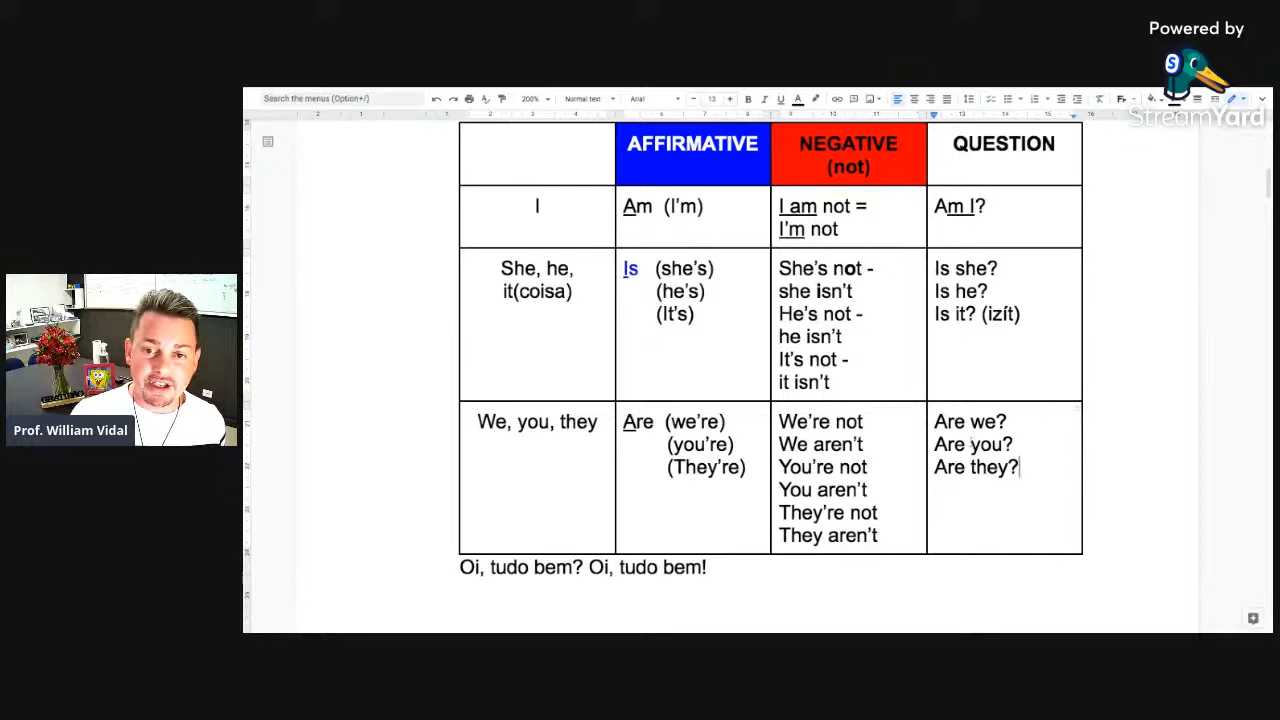 Powered by
S
StreamYard
Search the menus (Option+/)
200%
Normal text
Arial
13
AFFIRMATIVE
NEGATIVE
(not)
QUESTION
I
Am (I'm)
I am not =
I'm not
Am I?
She, he,
it(coisa)
Is (she's)
(he's)
(It's)
She's not -
she isn't
He's not -
he isn't
It's not -
it isn't
Is she?
Is he?
Is it? (izít)
We, you, they
Are (we're)
(you're)
(They're)
We're not
We aren't
You're not
You aren't
They're not
They aren't
Are we?
Are you?
Are they?
Oi, tudo bem? Oi, tudo bem!
GRATIDÃO
Prof. William Vidal